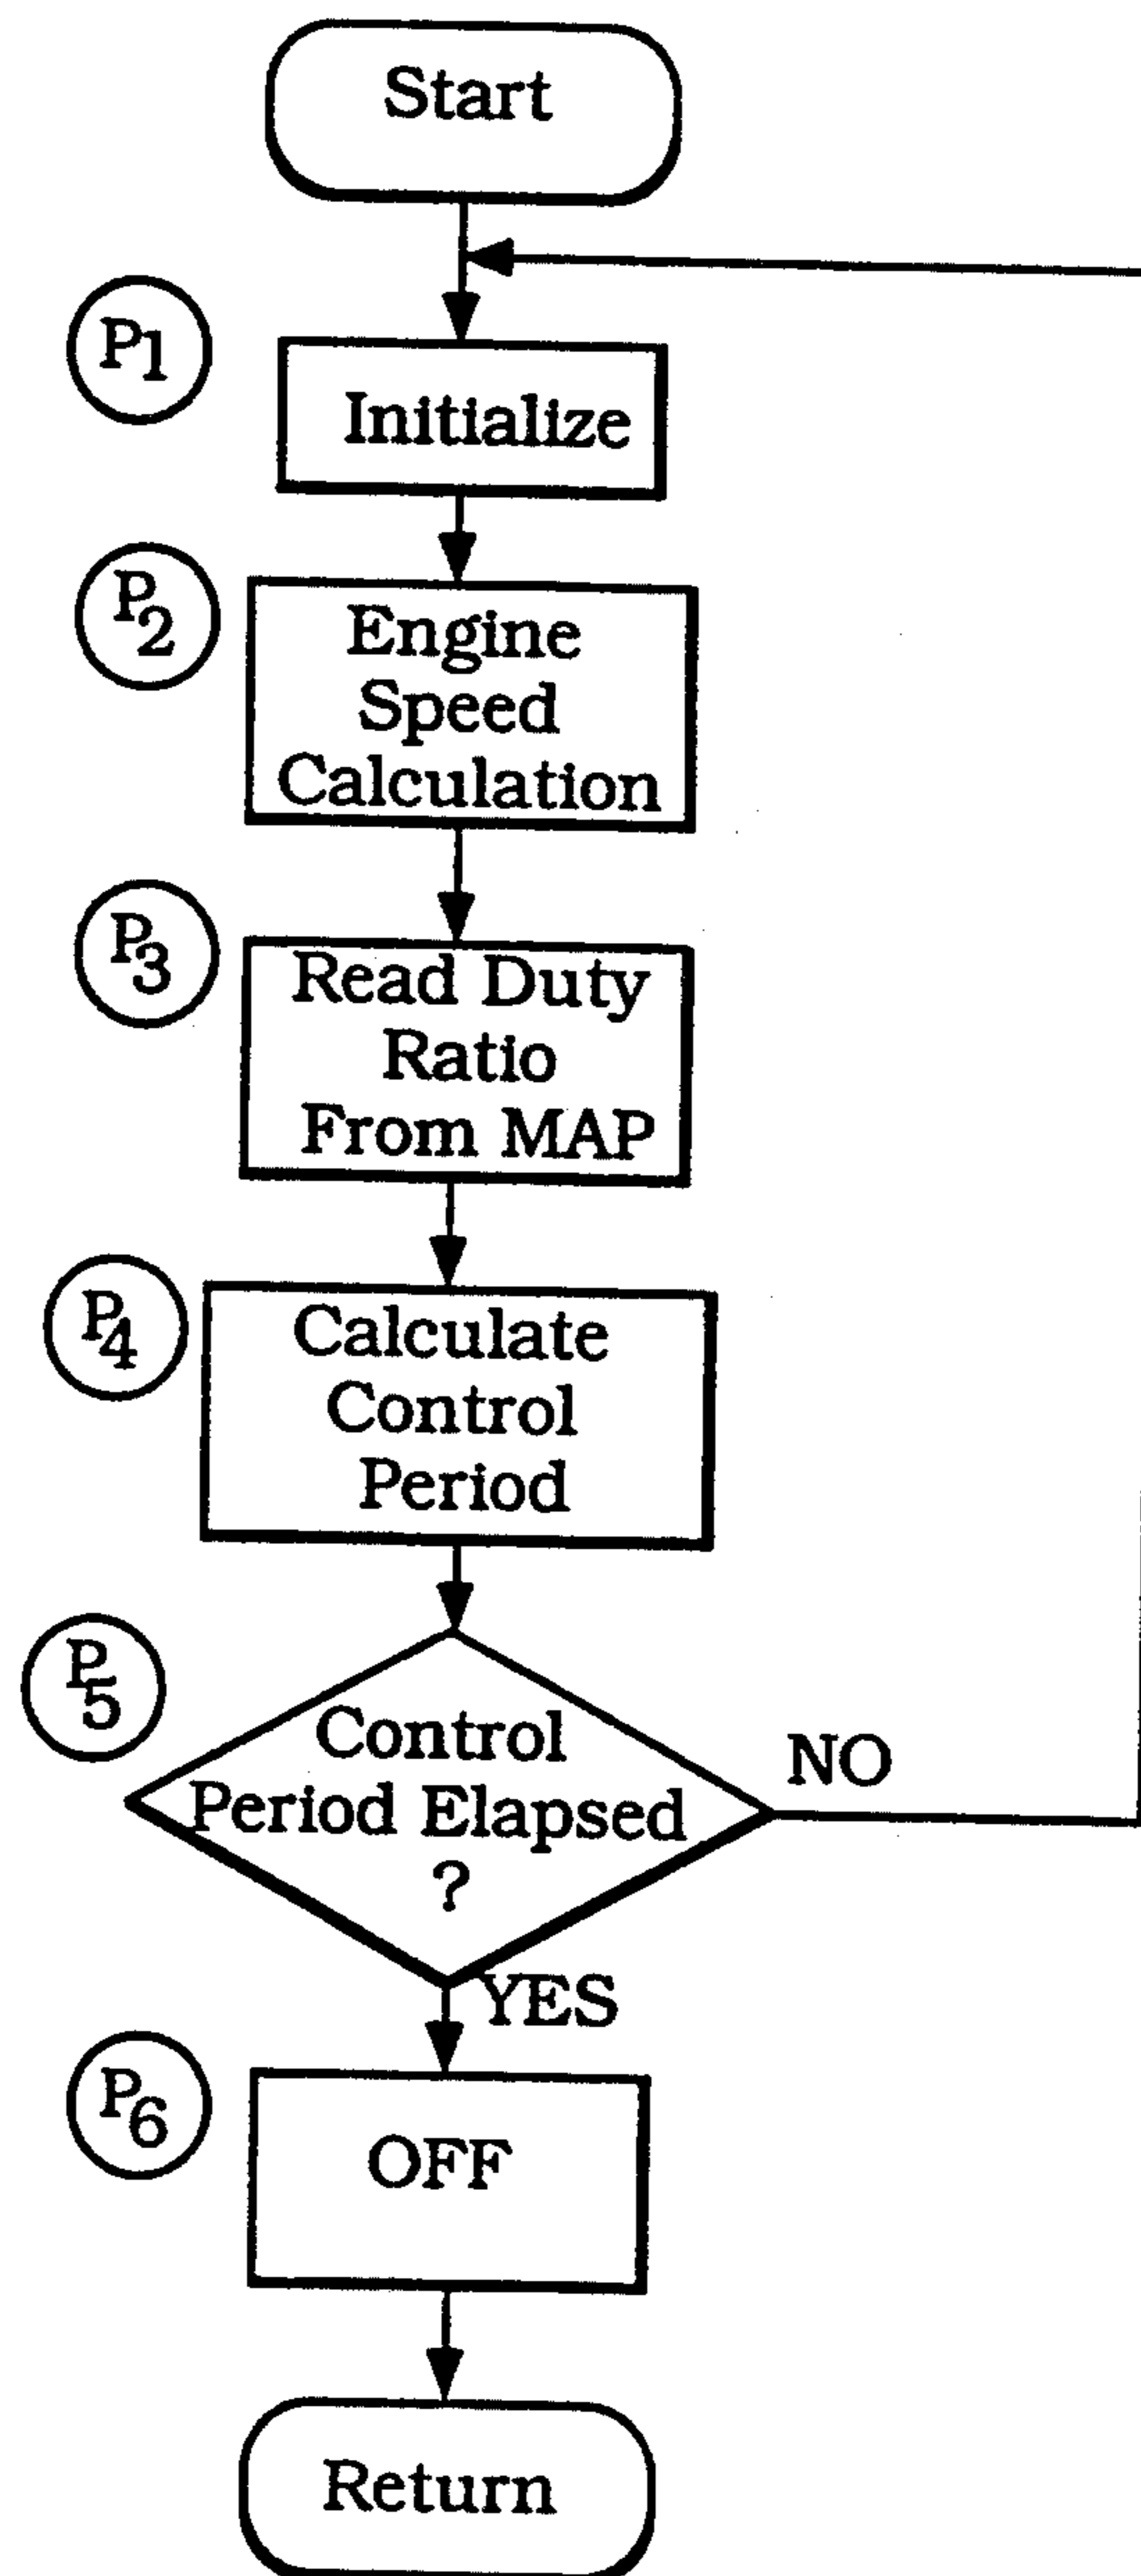 Start
P1
Initialize
P2
Engine
Speed
Calculation
P3
Read Duty
Ratio
From MAP
P4
Calculate
Control
Period
P5
Control
Period Elapsed
?
NO
YES
P6
OFF
Return